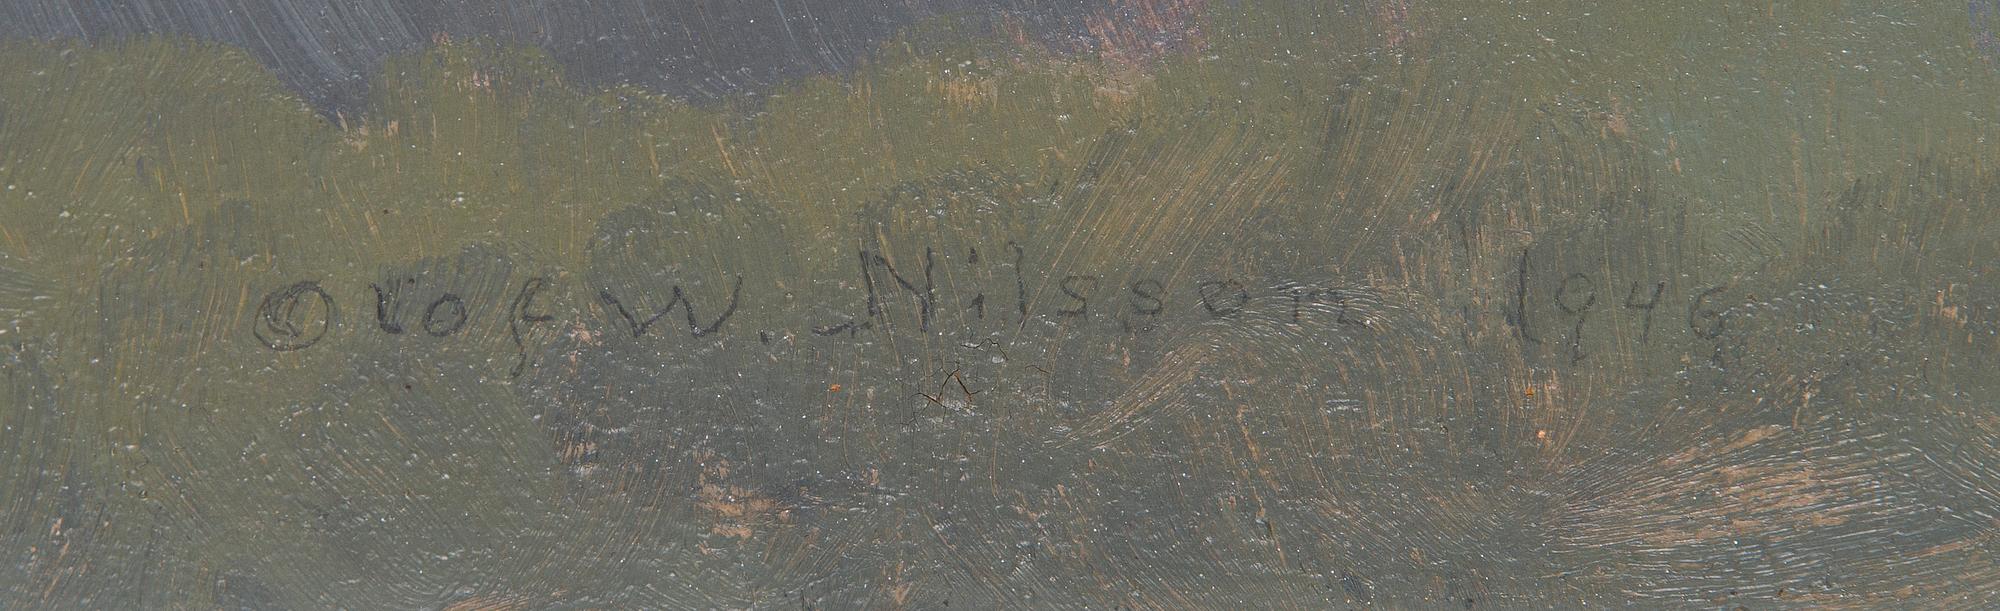 Olof W. Nilsson 1946